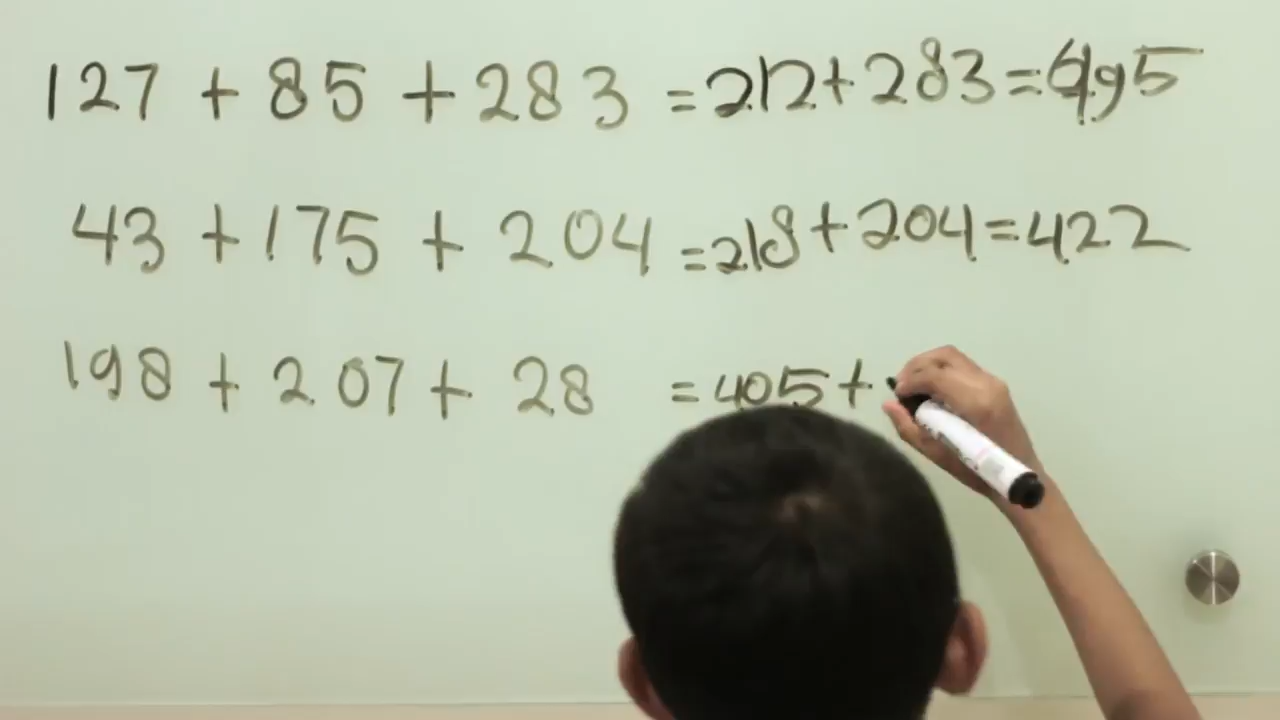 127 + 85 + 283 = 212 + 283 = 495
43 + 175 + 204 = 218 + 204 = 422
198 + 207 + 28 = 405 +